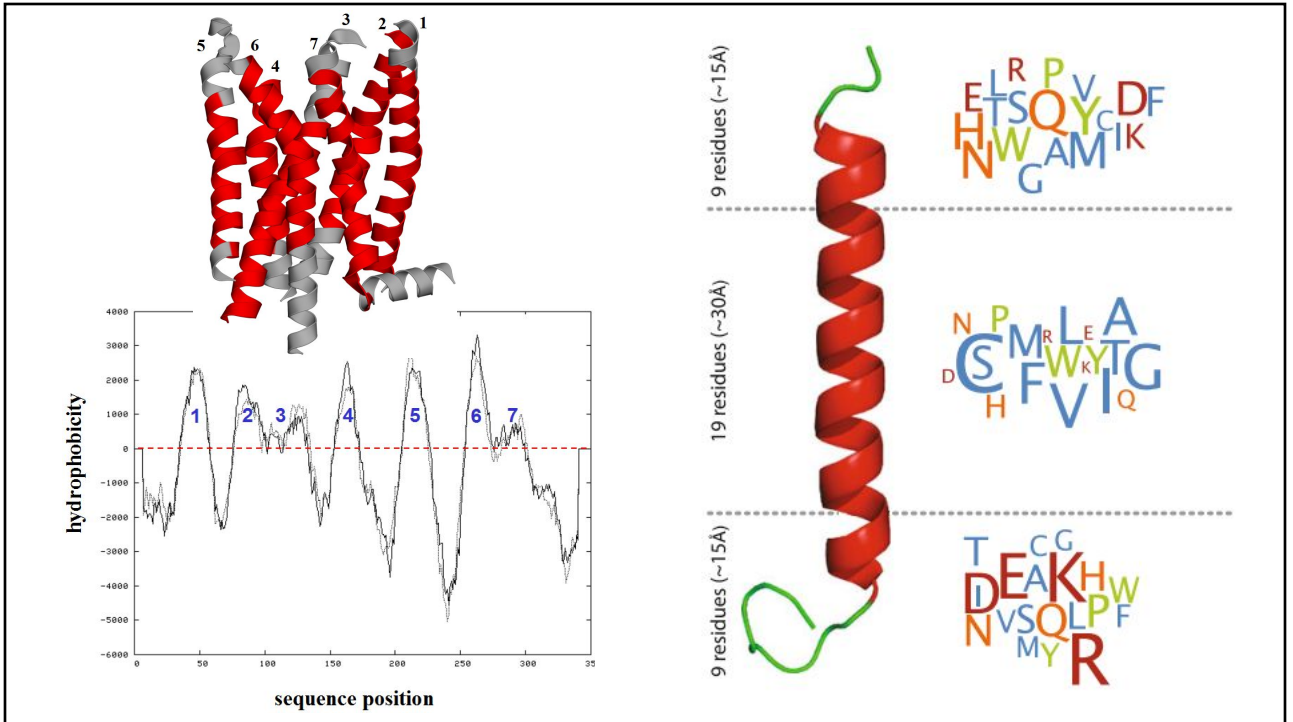 3
2 1
5 6 7
4
4000
3000
2000
1000
0
-1000
-2000
-3000
-4000
-5000
-6000
hydrophobicity
1 2 3 4 5 6 7
0 50 100 150 200 250 300 35
sequence position
9 residues (~15Å)
L R P V
E T S Q Y C D F
H N W A M I K
G
19 residues (~30Å)
N P M R L E A
D C S W K Y T G
H F V I Q
9 residues (~15Å)
T C G
D I E A K H W
N V S Q L P F
M Y R